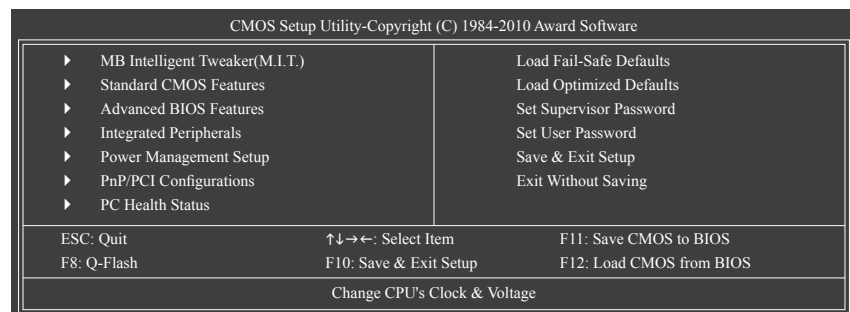 CMOS Setup Utility-Copyright (C) 1984-2010 Award Software
MB Intelligent Tweaker(M.I.T.)
Standard CMOS Features
Advanced BIOS Features
Integrated Peripherals
Power Management Setup
PnP/PCI Configurations
PC Health Status
Load Fail-Safe Defaults
Load Optimized Defaults
Set Supervisor Password
Set User Password
Save & Exit Setup
Exit Without Saving
ESC: Quit ↑↓→←: Select Item F11: Save CMOS to BIOS
F8: Q-Flash F10: Save & Exit Setup F12: Load CMOS from BIOS
Change CPU's Clock & Voltage